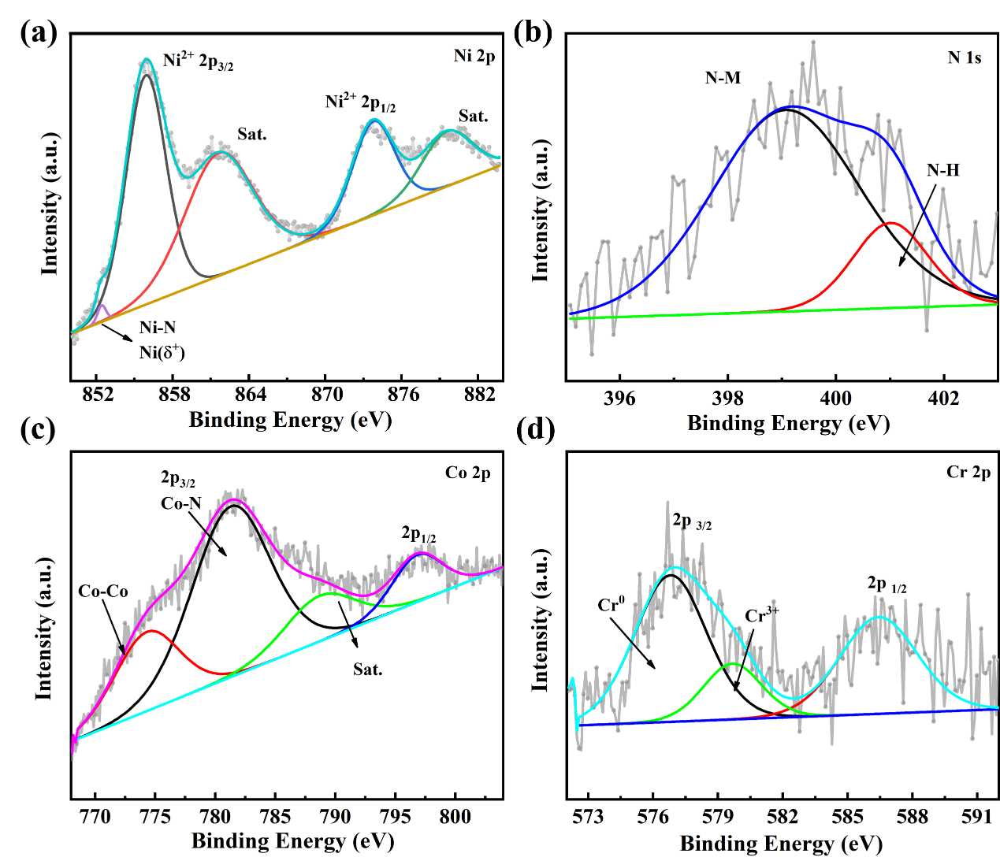 (a)
Ni 2p
Ni²⁺ 2p₃/₂
Sat.
Ni²⁺ 2p₁/₂
Sat.
Ni-N
Ni(δ⁺)
Intensity (a.u.)
852 858 864 870 876 882
Binding Energy (eV)
(b)
N 1s
N-M
N-H
Intensity (a.u.)
396 398 400 402
Binding Energy (eV)
(c)
Co 2p
2p₃/₂
Co-N
2p₁/₂
Co-Co
Sat.
Intensity (a.u.)
770 775 780 785 790 795 800
Binding Energy (eV)
(d)
Cr 2p
2p ₃/₂
2p ₁/₂
Cr⁰
Cr³⁺
Intensity (a.u.)
573 576 579 582 585 588 591
Binding Energy (eV)